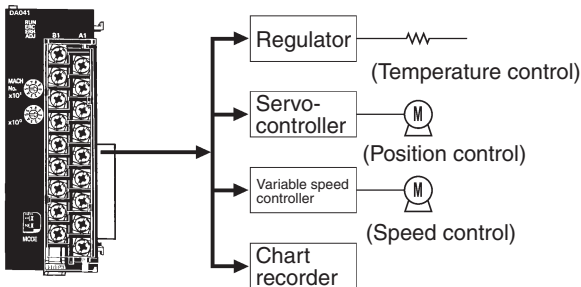 DA041
RUN
ERC
ERH
ADJ
B1 A1
MACH
No.
x10¹
x10⁰
MODE
Regulator
(Temperature control)
Servo-
controller
M
(Position control)
Variable speed
controller
M
(Speed control)
Chart
recorder